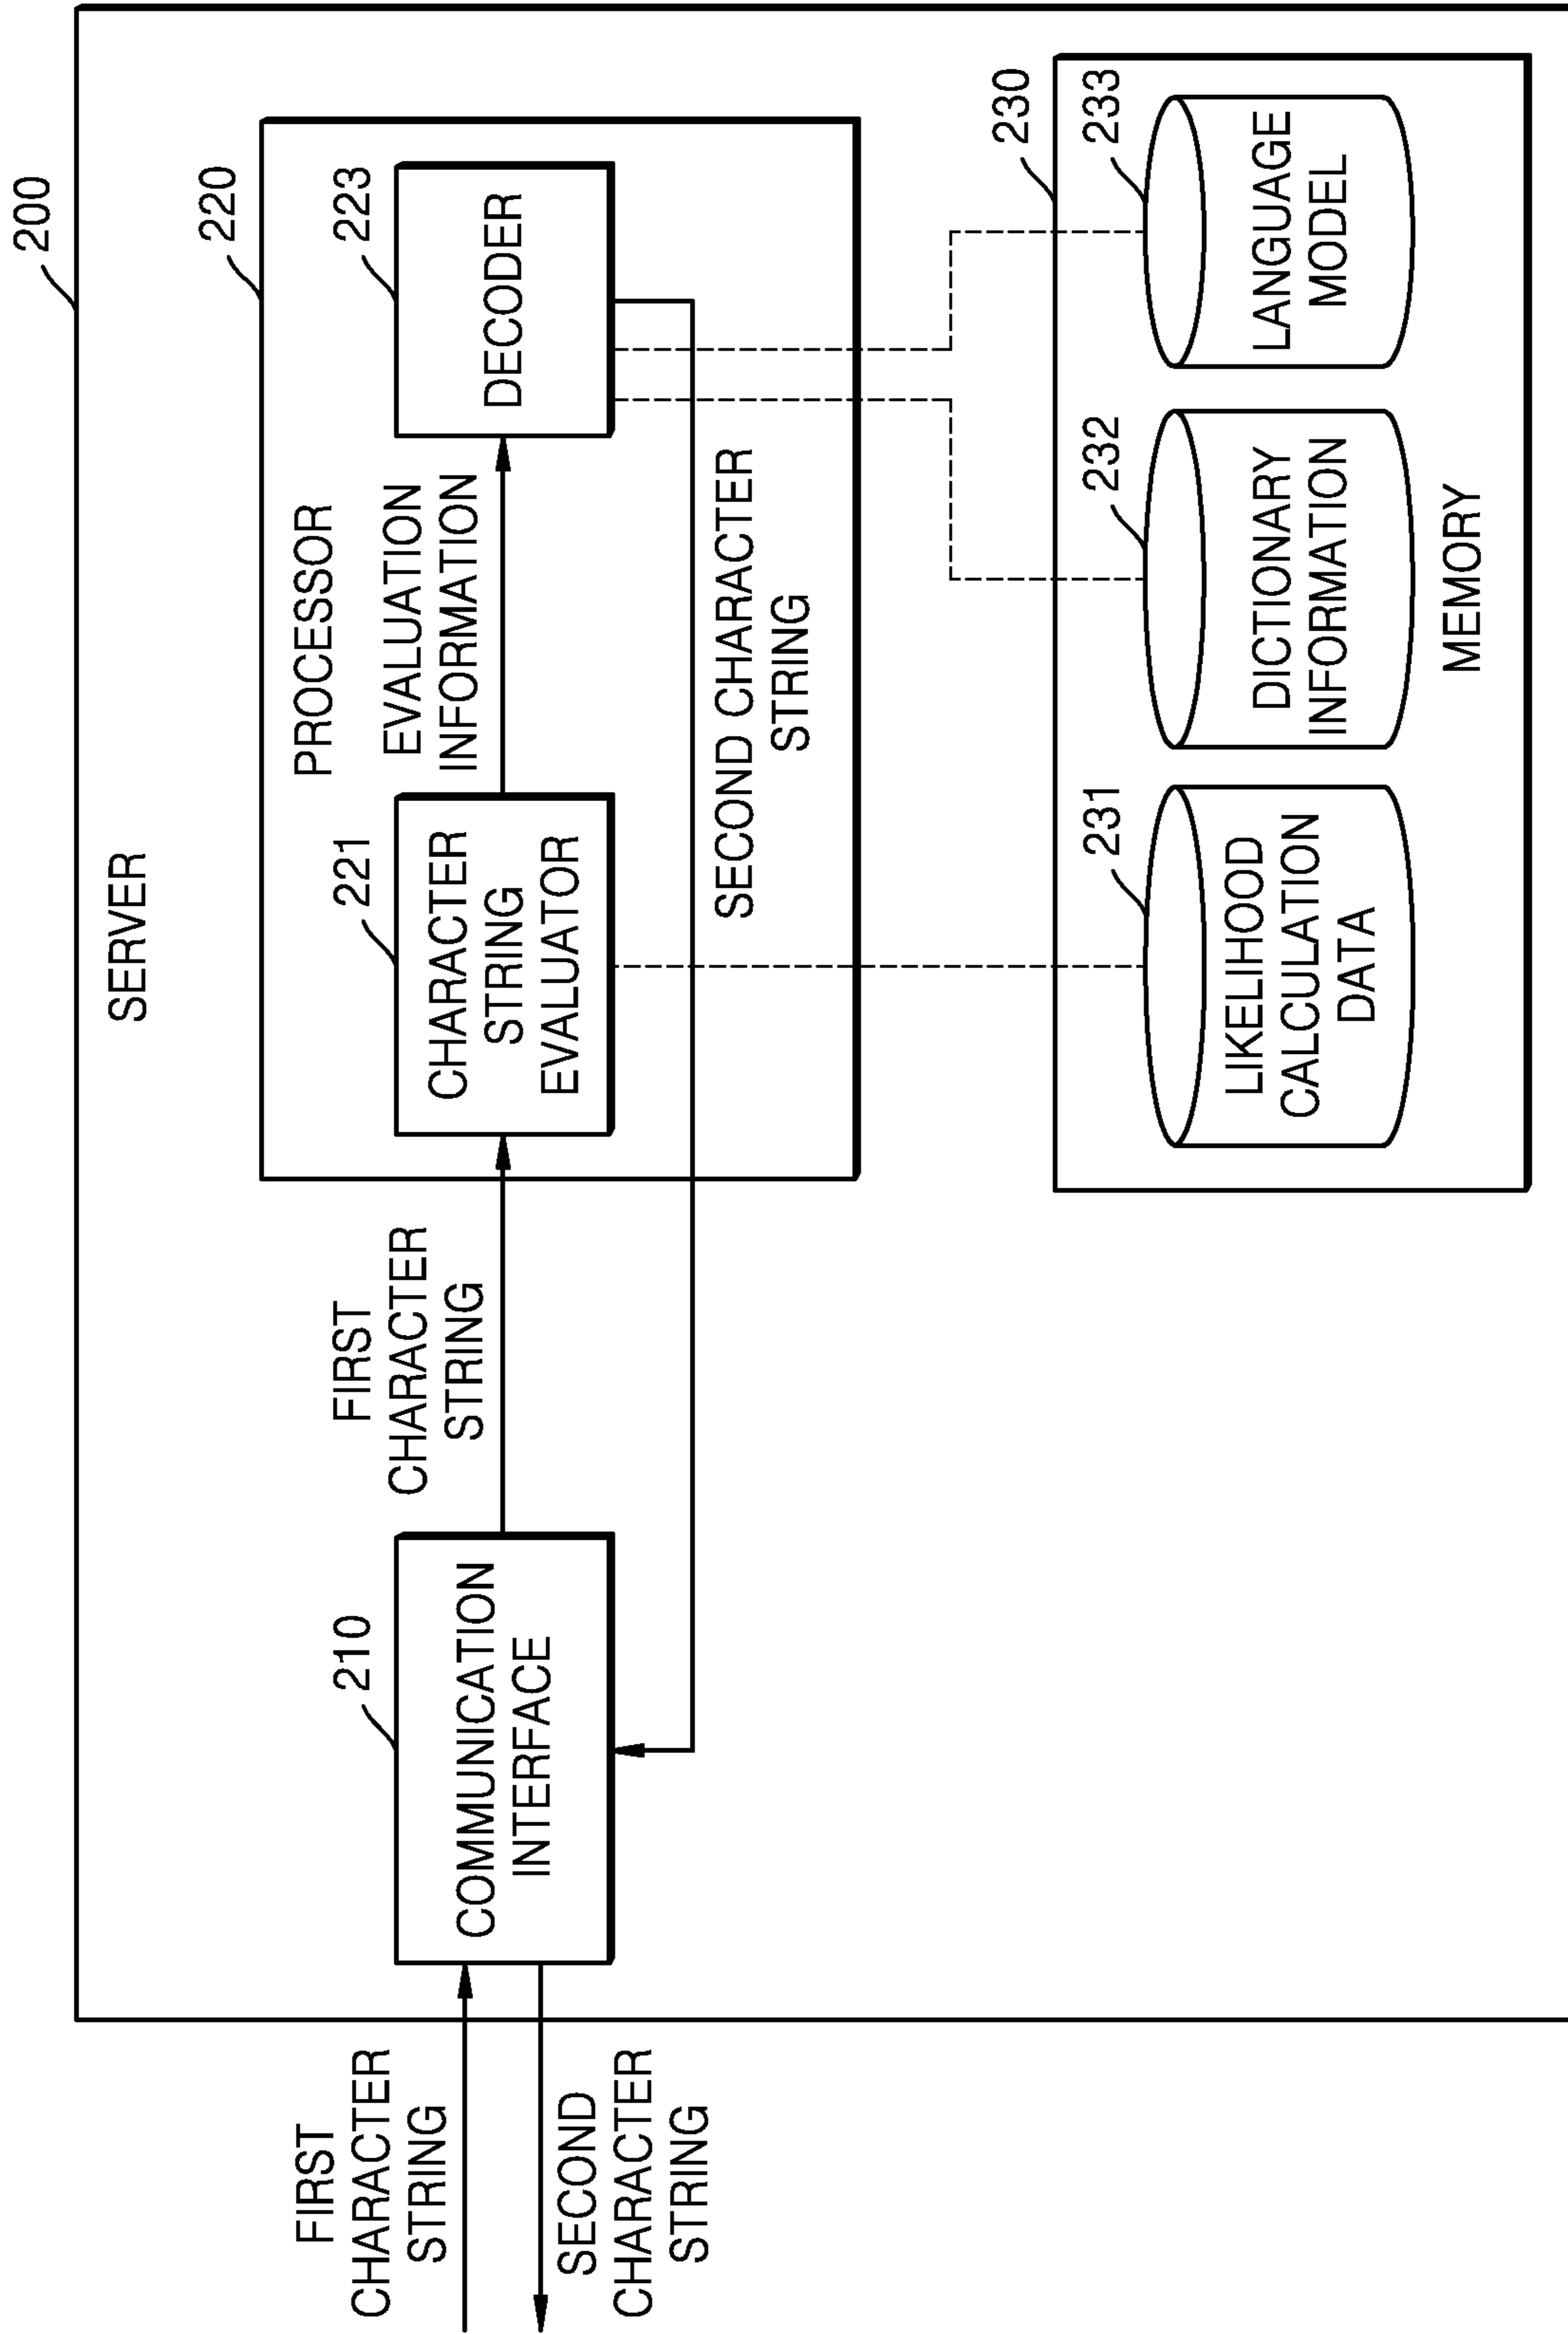 200
SERVER
220
PROCESSOR
FIRST
CHARACTER
STRING
SECOND
CHARACTER
STRING
210
COMMUNICATION
INTERFACE
FIRST
CHARACTER
STRING
221
CHARACTER
STRING
EVALUATOR
EVALUATION
INFORMATION
223
DECODER
SECOND CHARACTER
STRING
230
231
LIKELIHOOD
CALCULATION
DATA
232
DICTIONARY
INFORMATION
233
LANGUAGE
MODEL
MEMORY